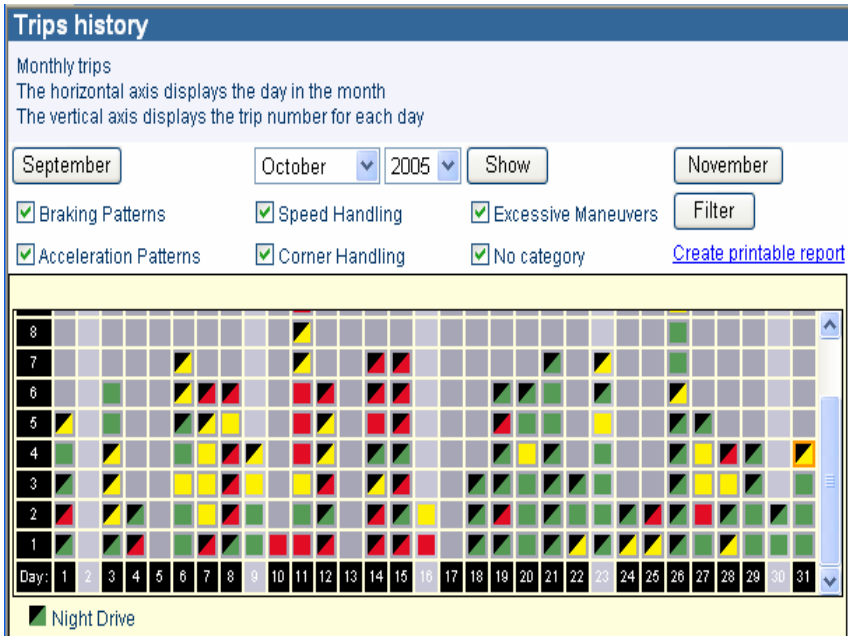 Trips history
Monthly trips
The horizontal axis displays the day in the month
The vertical axis displays the trip number for each day
September October 2005 Show November
Braking Patterns Speed Handling Excessive Maneuvers Filter
Acceleration Patterns Corner Handling No category Create printable report
8
7
6
5
4
3
2
1
Day: 1 2 3 4 5 6 7 8 9 10 11 12 13 14 15 16 17 18 19 20 21 22 23 24 25 26 27 28 29 30 31
Night Drive